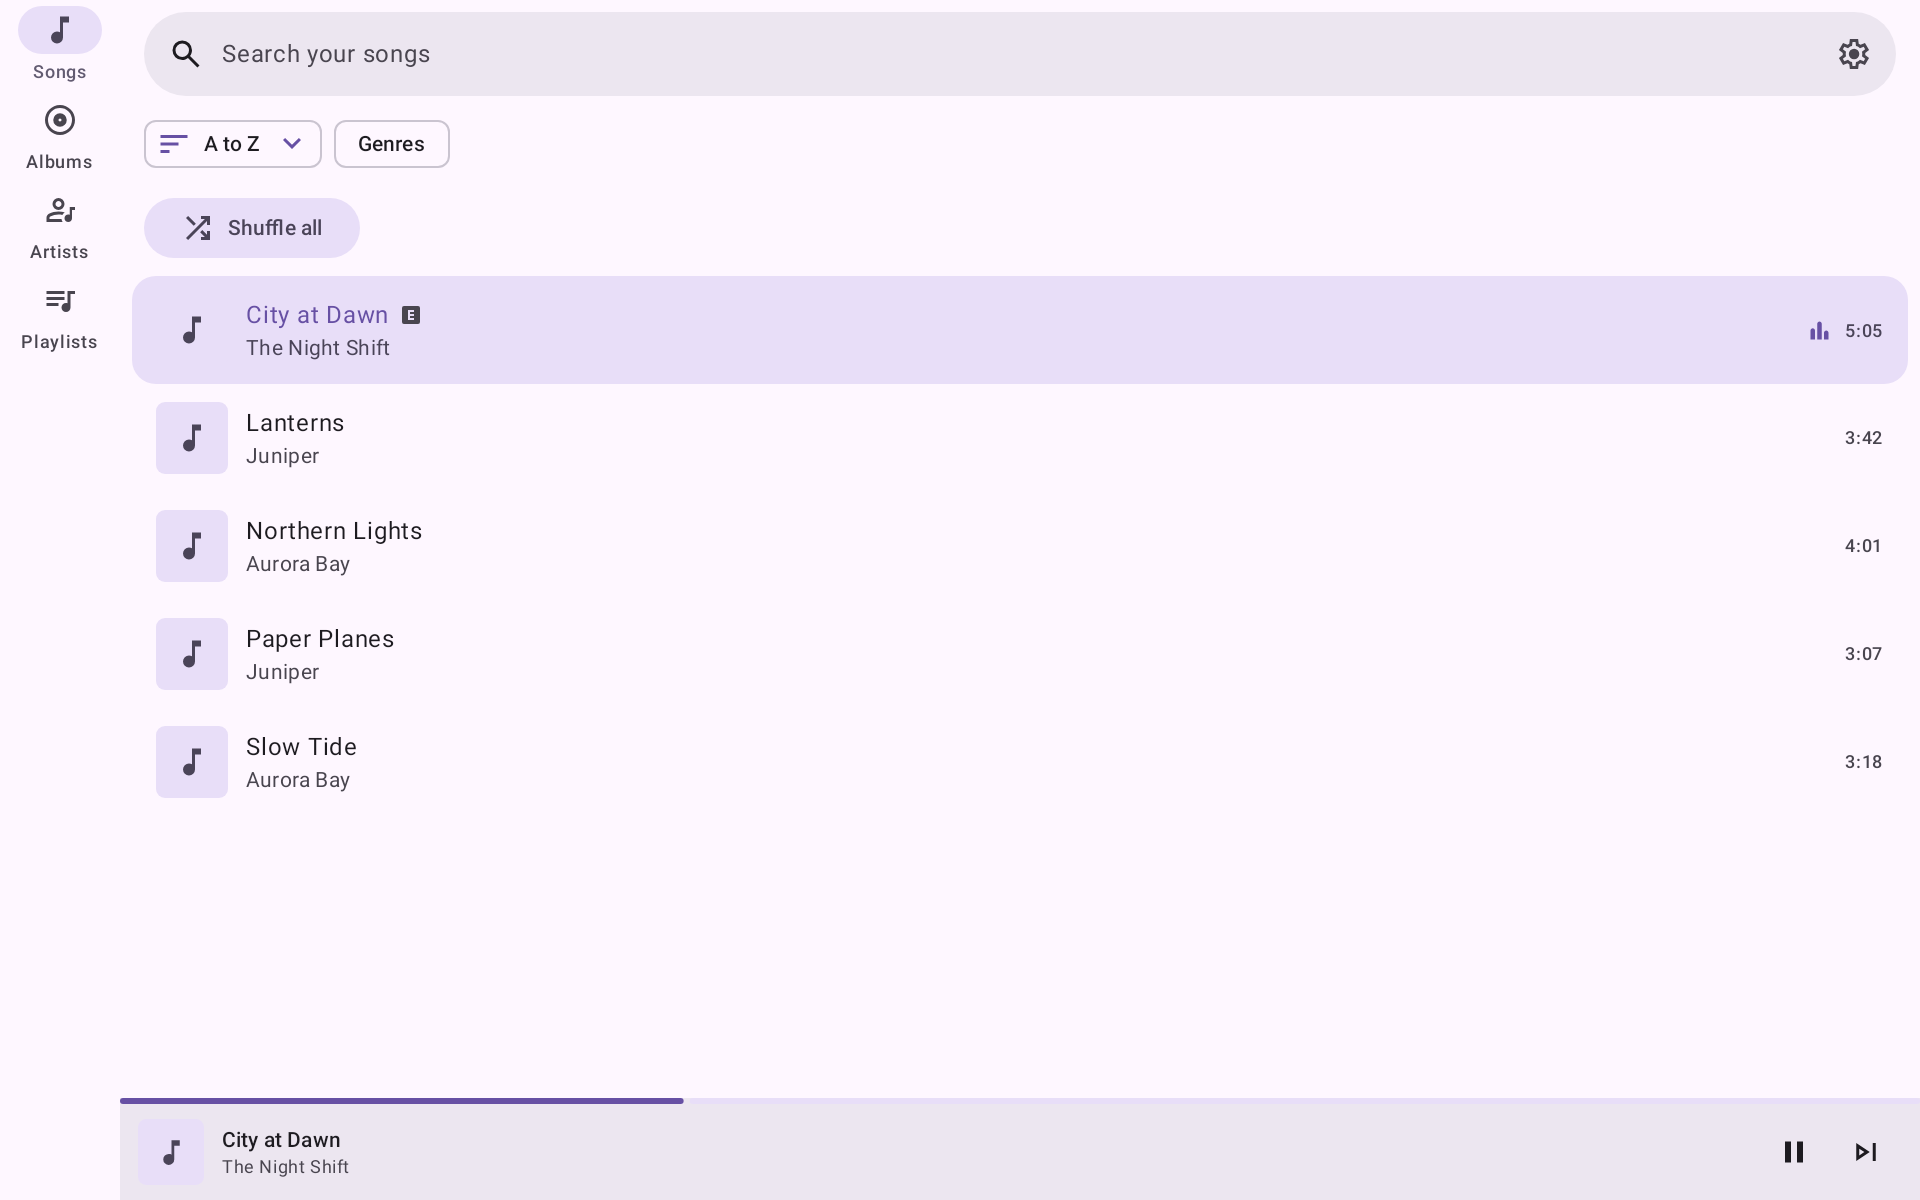 Songs
Albums
Artists
Playlists
Search your songs
A to Z
Genres
Shuffle all
City at Dawn E
The Night Shift
5:05
Lanterns
Juniper
3:42
Northern Lights
Aurora Bay
4:01
Paper Planes
Juniper
3:07
Slow Tide
Aurora Bay
3:18
City at Dawn
The Night Shift